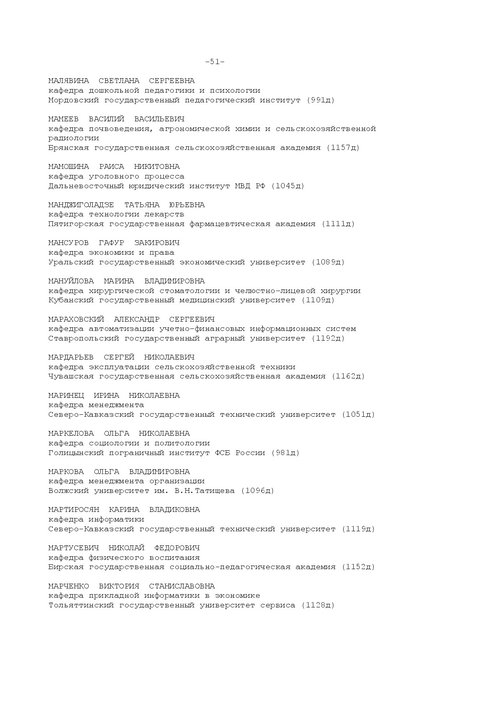 -51-
МАЛЯВИНА СВЕТЛАНА СЕРГЕЕВНА
кафедра дошкольной педагогики и психологии
Мордовский государственный педагогический институт (991д)
МАМЕЕВ ВАСИЛИЙ ВАСИЛЬЕВИЧ
кафедра почвоведения, агрономической химии и сельскохозяйственной
радиологии
Брянская государственная сельскохозяйственная академия (1157д)
МАМОШИНА РАИСА НИКИТОВНА
кафедра уголовного процесса
Дальневосточный юридический институт МВД РФ (1045д)
МАНДЖИГОЛАДЗЕ ТАТЬЯНА ЮРЬЕВНА
кафедра технологии лекарств
Пятигорская государственная фармацевтическая академия (1111д)
МАНСУРОВ ГАФУР ЗАКИРОВИЧ
кафедра экономики и права
Уральский государственный экономический университет (1089д)
МАНУЙЛОВА МАРИНА ВЛАДИМИРОВНА
кафедра хирургической стоматологии и челюстно-лицевой хирургии
Кубанский государственный медицинский университет (1109д)
МАРАХОВСКИЙ АЛЕКСАНДР СЕРГЕЕВИЧ
кафедра автоматизации учетно-финансовых информационных систем
Ставропольский государственный аграрный университет (1192д)
МАРДАРЬЕВ СЕРГЕЙ НИКОЛАЕВИЧ
кафедра эксплуатации сельскохозяйственной техники
Чувашская государственная сельскохозяйственная академия (1162д)
МАРИНЕЦ ИРИНА НИКОЛАЕВНА
кафедра менеджмента
Северо-Кавказский государственный технический университет (1051д)
МАРКЕЛОВА ОЛЬГА НИКОЛАЕВНА
кафедра социологии и политологии
Голицынский пограничный институт ФСБ России (981д)
МАРКОВА ОЛЬГА ВЛАДИМИРОВНА
кафедра менеджмента организации
Волжский университет им. В.Н.Татищева (1096д)
МАРТИРОСЯН КАРИНА ВЛАДИКОВНА
кафедра информатики
Северо-Кавказский государственный технический университет (1119д)
МАРТУСЕВИЧ НИКОЛАЙ ФЕДОРОВИЧ
кафедра физического воспитания
Бирская государственная социально-педагогическая академия (1152д)
МАРЧЕНКО ВИКТОРИЯ СТАНИСЛАВОВНА
кафедра прикладной информатики в экономике
Тольяттинский государственный университет сервиса (1128д)